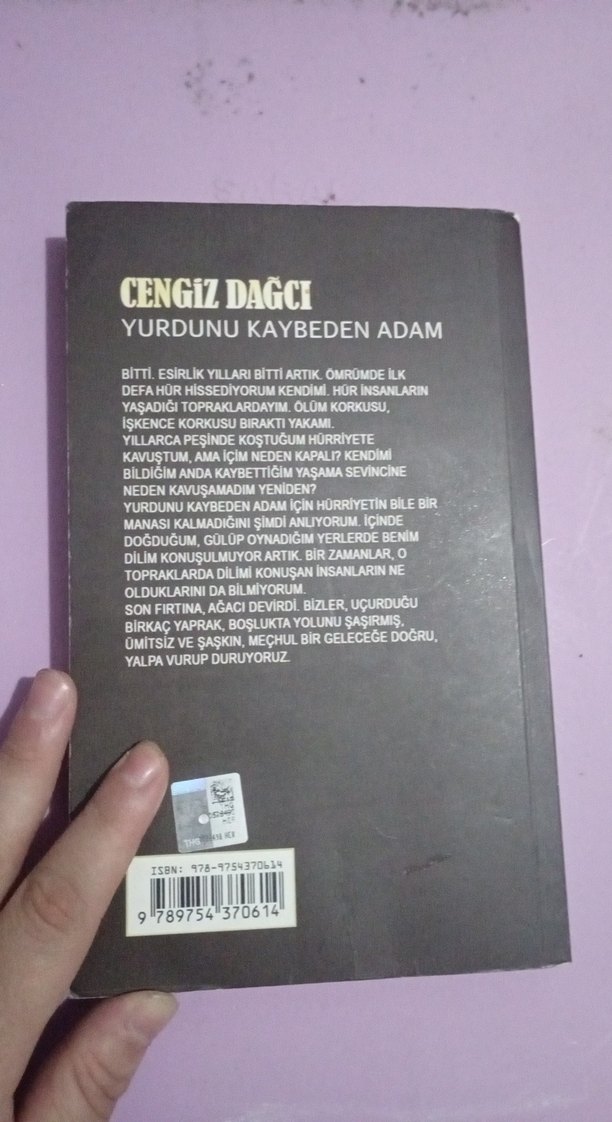 CENGİZ DAĞCI
YURDUNU KAYBEDEN ADAM
BİTTİ. ESİRLİK YILLARI BİTTİ ARTIK. ÖMRÜMDE İLK
DEFA HÜR HİSSEDİYORUM KENDİMİ. HÜR İNSANLARIN
YAŞADIĞI TOPRAKLARDAYIM. ÖLÜM KORKUSU,
İŞKENCE KORKUSU BIRAKTI YAKAMI.
YILLARCA PEŞİNDE KOŞTUĞUM HÜRRİYETE
KAVUŞTUM, AMA İÇİM NEDEN KAPALI? KENDİMİ
BİLDİĞİM ANDA KAYBETTİĞİM YAŞAMA SEVİNCİNE
NEDEN KAVUŞAMADIM YENİDEN?
YURDUNU KAYBEDEN ADAM İÇİN HÜRRİYETİN BİLE BİR
MANASI KALMADIĞINI ŞİMDİ ANLIYORUM. İÇİNDE
DOĞDUĞUM, GÜLÜP OYNADIĞIM YERLERDE BENİM
DİLİM KONUŞULMUYOR ARTIK. BİR ZAMANLAR, O
TOPRAKLARDA DİLİMİ KONUŞAN İNSANLARIN NE
OLDUKLARINI DA BİLMİYORUM.
SON FIRTINA, AĞACI DEVİRDİ. BİZLER, UÇURDUĞU
BİRKAÇ YAPRAK, BOŞLUKTA YOLUNU ŞAŞIRMIŞ,
ÜMİTSİZ VE ŞAŞKIN, MEÇHUL BİR GELECEĞE DOĞRU,
YALPA VURUP DURUYORUZ.
THG
ISBN: 978-9754370614
9 789754 370614